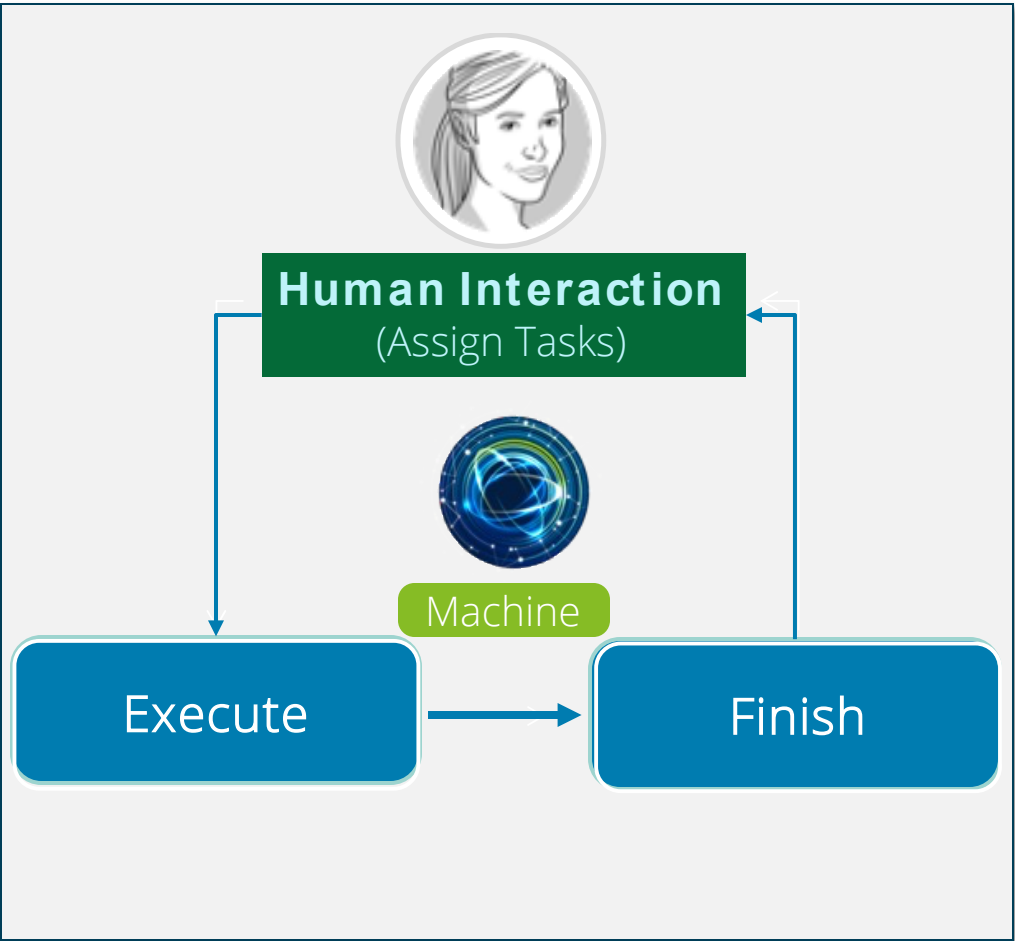 Human Interaction
(Assign Tasks)
Machine
Execute
Finish